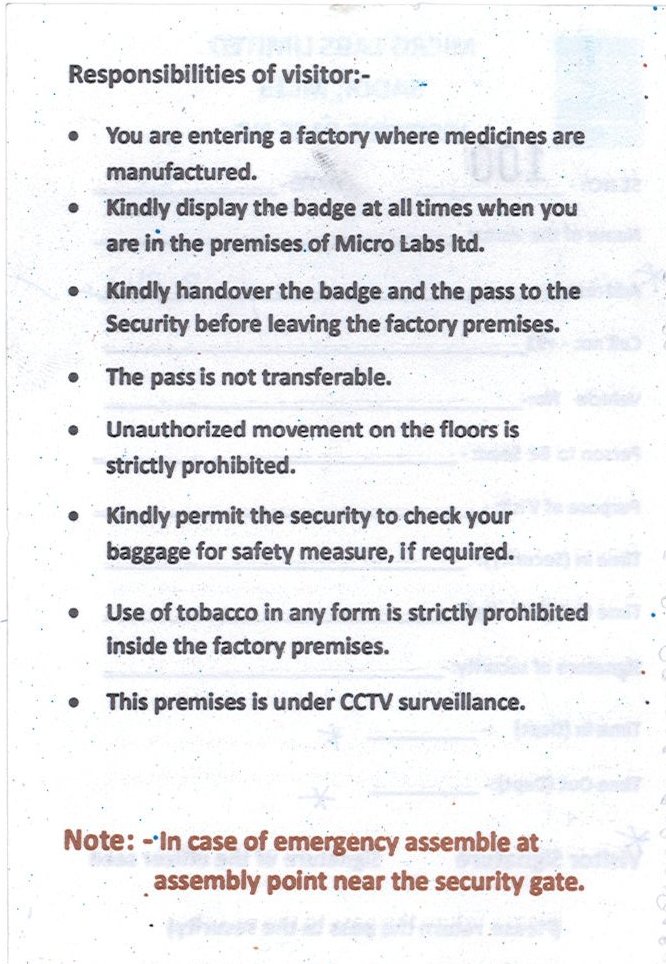 Responsibilities of visitor:-
• You are entering a factory where medicines are
manufactured.
• Kindly display the badge at all times when you
are in the premises of Micro Labs ltd.
• Kindly handover the badge and the pass to the
Security before leaving the factory premises.
• The pass is not transferable.
• Unauthorized movement on the floors is
strictly prohibited.
• Kindly permit the security to check your
baggage for safety measure, if required.
• Use of tobacco in any form is strictly prohibited
inside the factory premises.
• This premises is under CCTV surveillance.
Note: - In case of emergency assemble at
assembly point near the security gate.